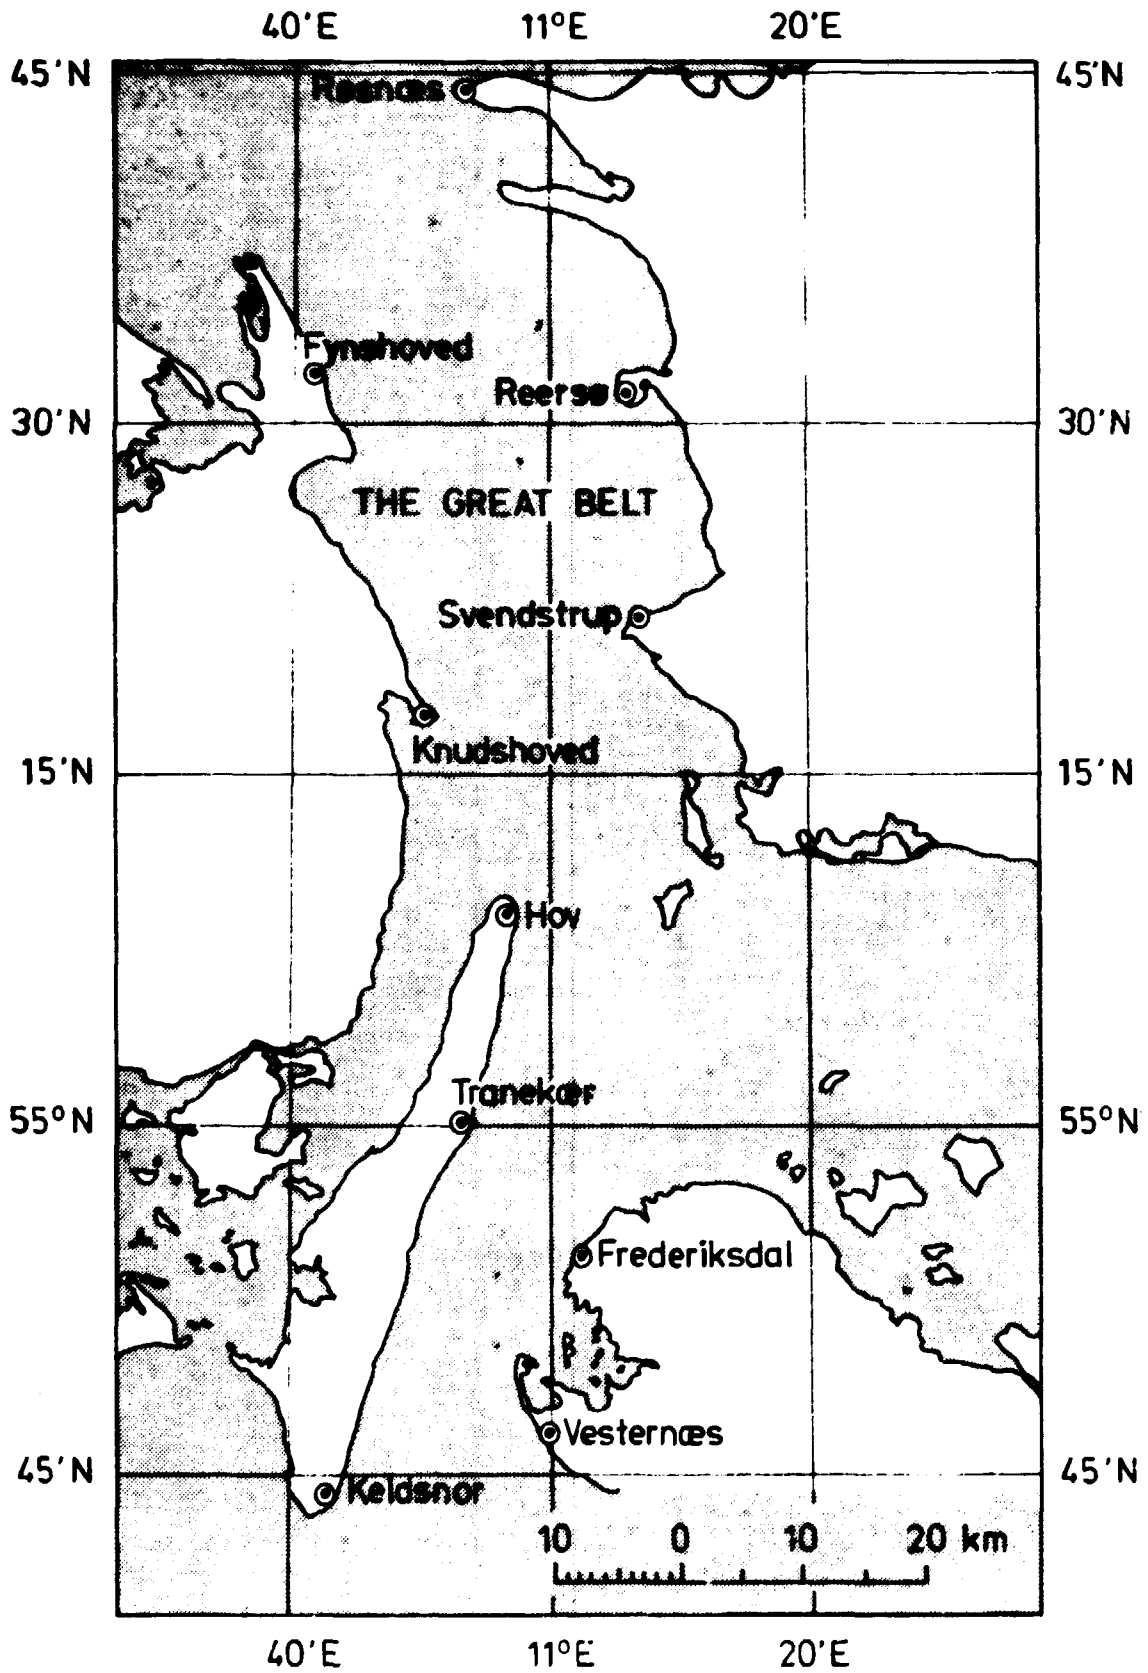 40'E 11°E 20'E
45'N 45'N
Røsnæs
Fynshoved
Reersø
30'N 30'N
THE GREAT BELT
Svendstrup
Knudshoved
15'N 15'N
Hov
Tranekær
55°N 55°N
Frederiksdal
Vesternæs
45'N 45'N
Keldsnor
10 0 10 20 km
40'E 11°E 20'E